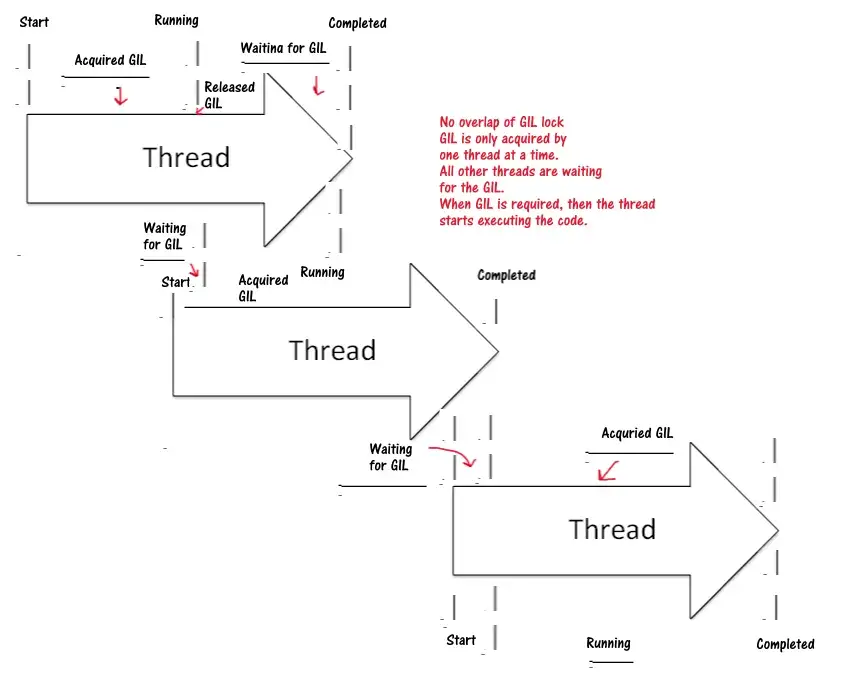 Start
Running
Completed
Acquired GIL
Waiting for GIL
Released
GIL
Thread
No overlap of GIL lock
GIL is only acquired by
one thread at a time.
All other threads are waiting
for the GIL.
When GIL is required, then the thread
starts executing the code.
Waiting
for GIL
Start
Acquired
GIL
Running
Completed
Thread
Waiting
for GIL
Acquried GIL
Thread
Start
Running
Completed